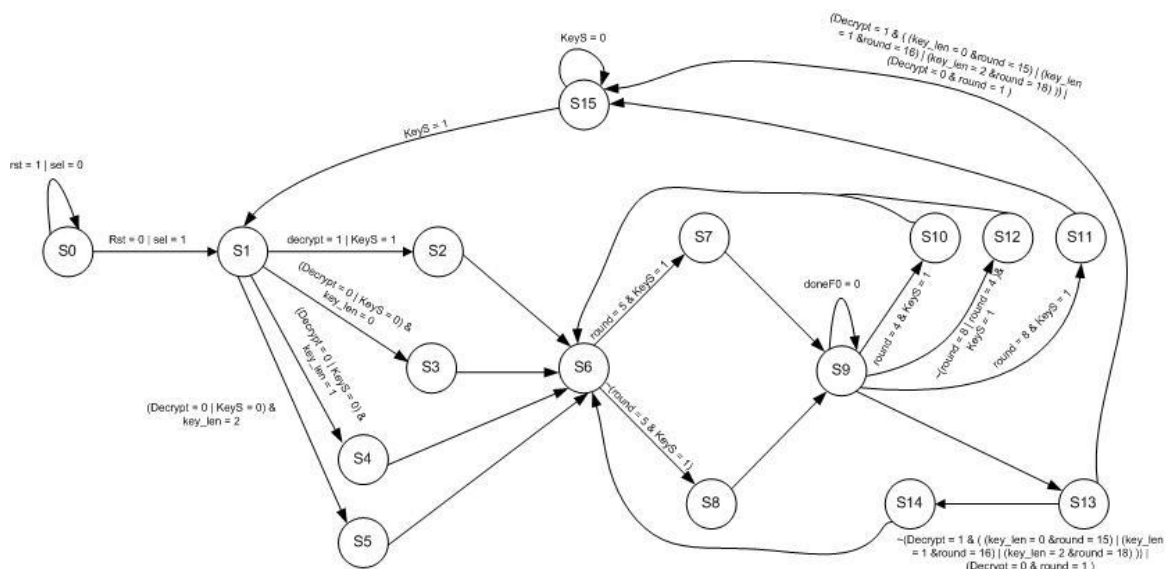 (Decrypt = 1 & ( (key_len = 0 &round = 15) | (key_len
= 1 &round = 16) | (key_len = 2 &round = 18) )) |
(Decrypt = 0 & round = 1 )
KeyS = 0
S15
KeyS = 1
rst = 1 | sel = 0
S0
Rst = 0 | sel = 1
S1
decrypt = 1 | KeyS = 1
S2
S7
S10
S12
S11
(Decrypt = 0 | KeyS = 0) &
key_len = 0
S3
(Decrypt = 0 | KeyS = 0) &
key_len = 1
S4
(Decrypt = 0 | KeyS = 0) &
key_len = 2
S5
S6
round = 5 & KeyS = 1
~(round = 5 & KeyS = 1)
S8
doneF0 = 0
S9
round = 4 & KeyS = 1
~(round = 8 | round = 4 )&
KeyS = 1
round = 8 & KeyS = 1
S14
S13
~(Decrypt = 1 & ( (key_len = 0 &round = 15) | (key_len
= 1 &round = 16) | (key_len = 2 &round = 18) )) |
(Decrypt = 0 & round = 1 )